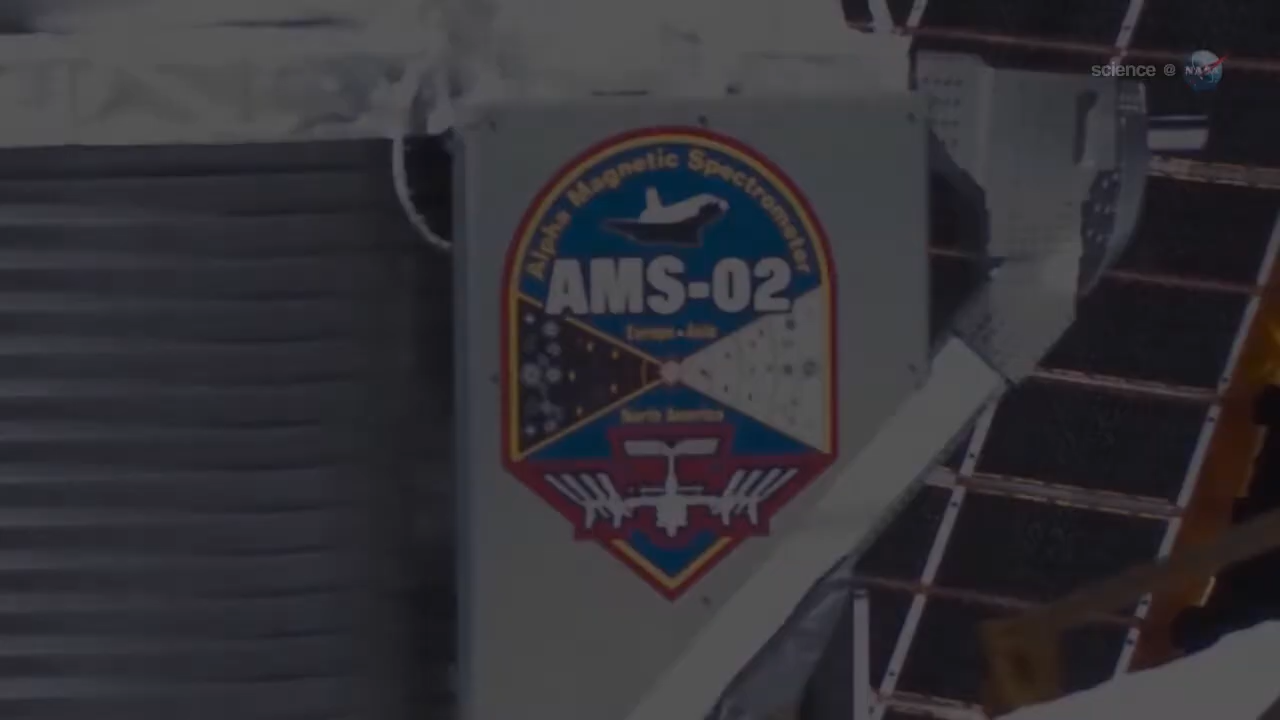 science @ NASA
Alpha Magnetic Spectrometer
AMS-02
Europe • Asia
North America